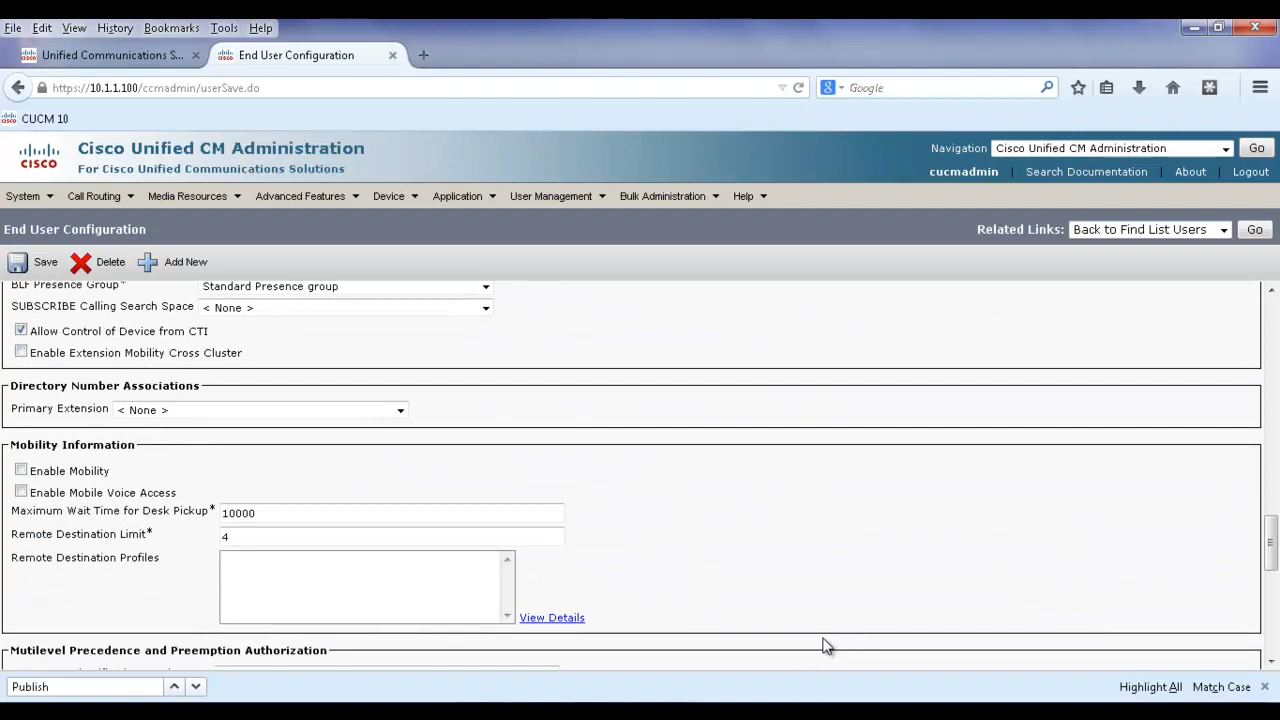 File Edit View History Bookmarks Tools Help
Unified Communications S... End User Configuration
https://10.1.1.100/ccmadmin/userSave.do Google
CUCM 10
CISCO
Cisco Unified CM Administration
For Cisco Unified Communications Solutions
Navigation Cisco Unified CM Administration Go
cucmadmin Search Documentation About Logout
System Call Routing Media Resources Advanced Features Device Application User Management Bulk Administration Help
End User Configuration Related Links: Back to Find List Users Go
Save Delete Add New
BLF Presence Group* Standard Presence group
SUBSCRIBE Calling Search Space < None >
Allow Control of Device from CTI
Enable Extension Mobility Cross Cluster
Directory Number Associations
Primary Extension < None >
Mobility Information
Enable Mobility
Enable Mobile Voice Access
Maximum Wait Time for Desk Pickup* 10000
Remote Destination Limit* 4
Remote Destination Profiles
View Details
Mutilevel Precedence and Preemption Authorization
Publish Highlight All Match Case